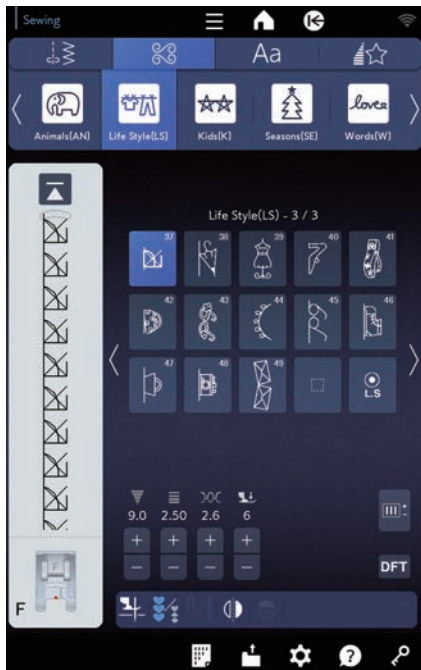 Sewing
Aa
love
Animals(AN) Life Style(LS) Kids(K) Seasons(SE) Words(W)
Life Style(LS) - 3 / 3
37 38 39 40 41
42 43 44 45 46
47 48 49 L.S
9.0 2.50 2.6 6
+ + + +
− − − −
DFT
F
F
?